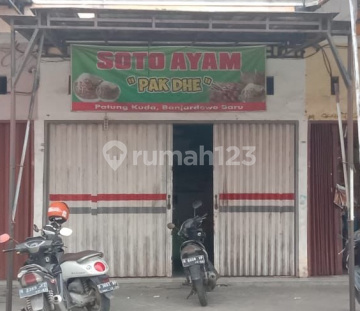 SOTO AYAM
"PAK DHE"
Patung Kuda, Banjardowo Baru
rumah123